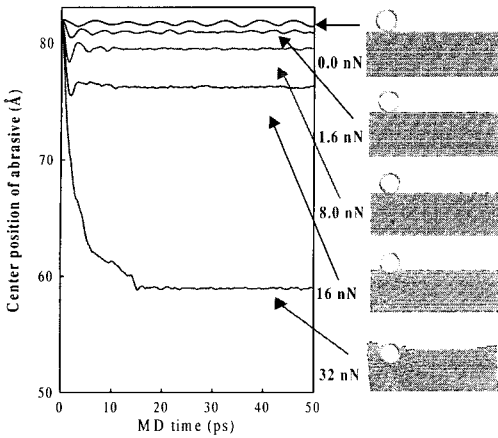 80
70
60
50
0
10
20
30
40
50
Center position of abrasive (Å)
MD time (ps)
0.0 nN
1.6 nN
8.0 nN
16 nN
32 nN